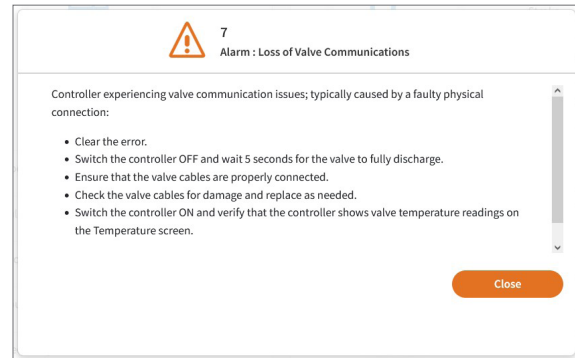 7
Alarm : Loss of Valve Communications
Controller experiencing valve communication issues; typically caused by a faulty physical
connection:
• Clear the error.
• Switch the controller OFF and wait 5 seconds for the valve to fully discharge.
• Ensure that the valve cables are properly connected.
• Check the valve cables for damage and replace as needed.
• Switch the controller ON and verify that the controller shows valve temperature readings on
the Temperature screen.
Close